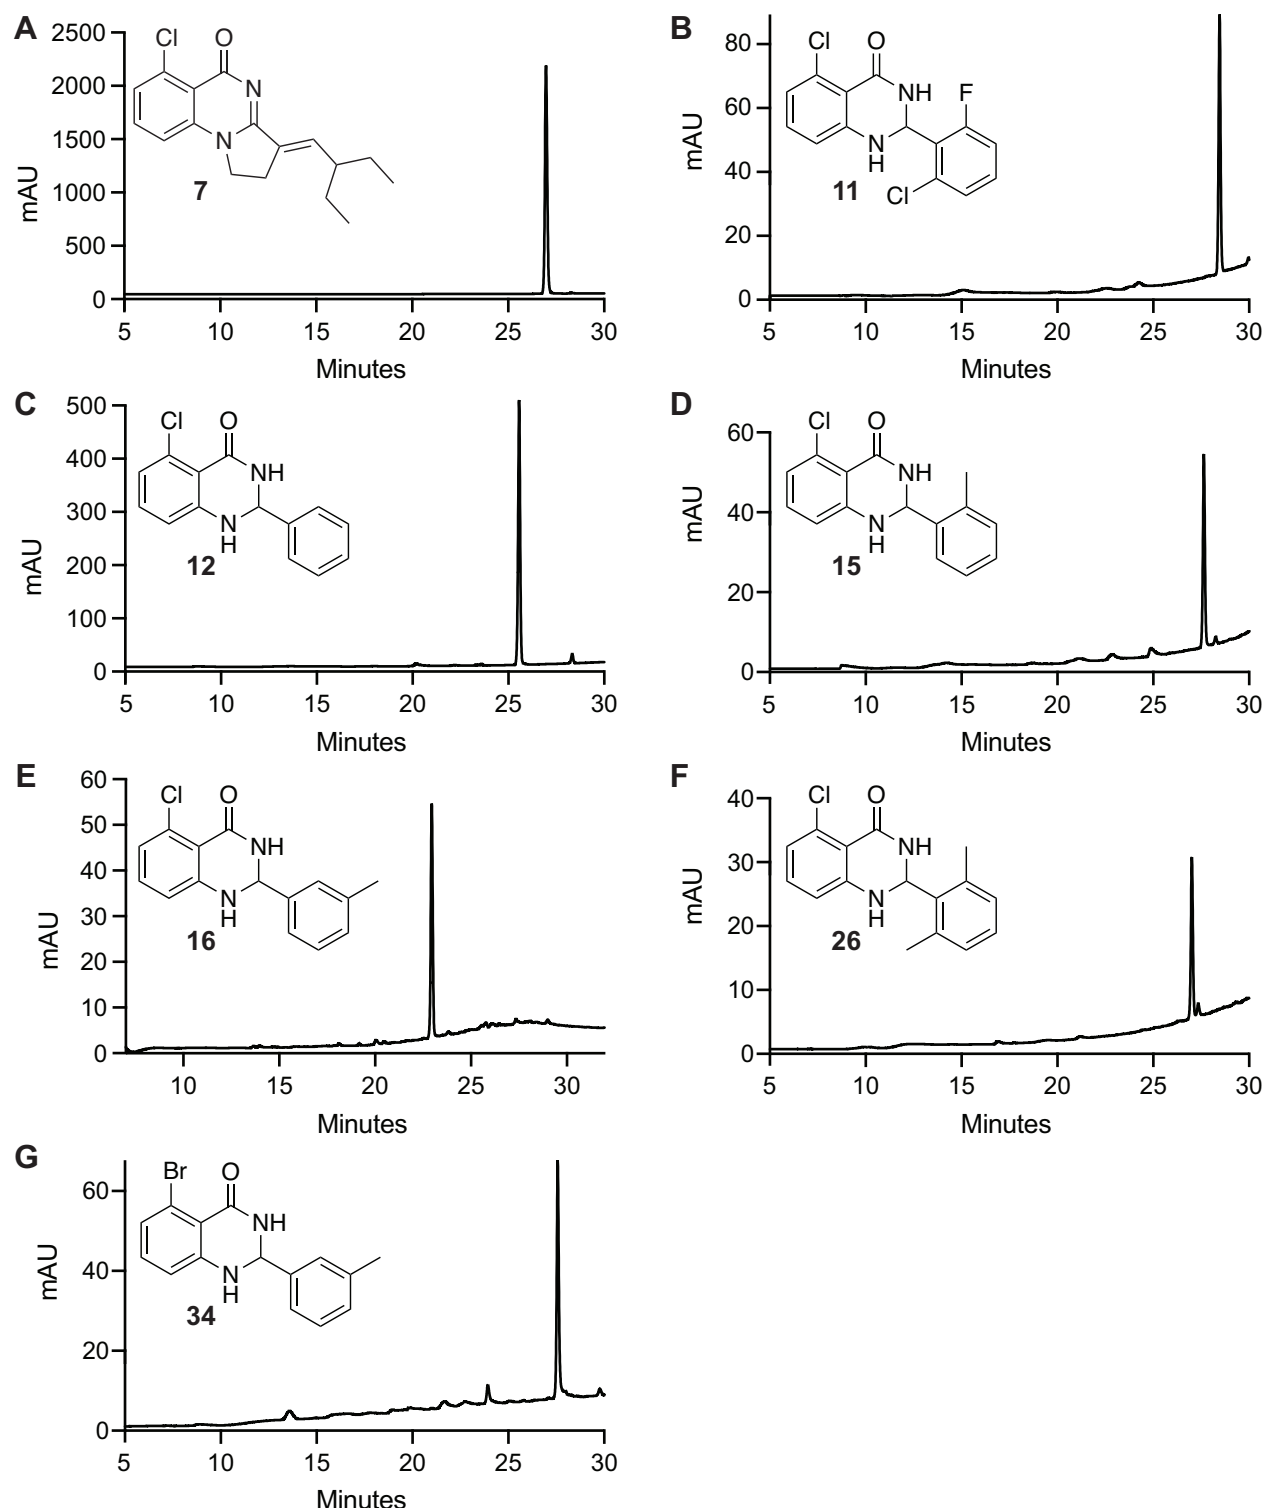 A
mAU
2500
2000
1500
1000
500
0
5 10 15 20 25 30
Minutes
Cl O
N
N
7
B
mAU
80
60
40
20
0
5 10 15 20 25 30
Minutes
Cl O
NH
F
N
H
Cl
11
C
mAU
500
400
300
200
100
0
5 10 15 20 25 30
Minutes
Cl O
NH
N
H
12
D
mAU
60
40
20
0
5 10 15 20 25 30
Minutes
Cl O
NH
N
H
15
E
mAU
60
50
40
30
20
10
0
10 15 20 25 30
Minutes
Cl O
NH
N
H
16
F
mAU
40
30
20
10
0
5 10 15 20 25 30
Minutes
Cl O
NH
N
H
26
G
mAU
60
40
20
0
5 10 15 20 25 30
Minutes
Br O
NH
N
H
34